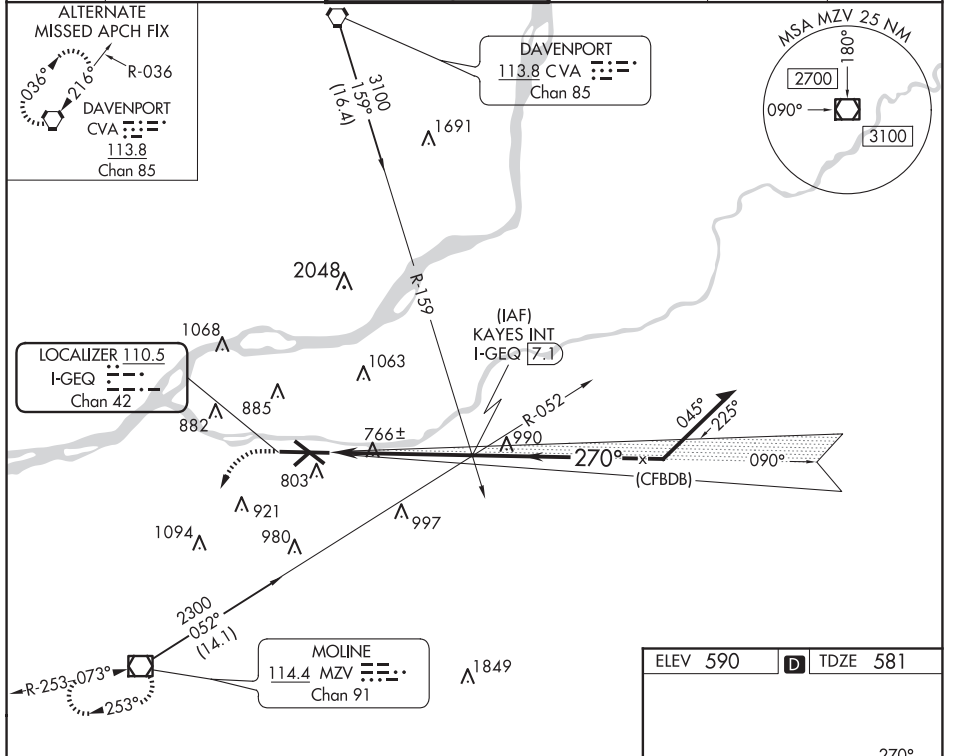 ALTERNATE
MISSED APCH FIX
036°
216°
R-036
DAVENPORT
CVA
113.8
Chan 85
DAVENPORT
113.8 CVA
Chan 85
3100
159°
(16.4)
MSA MZV 25 NM
180°
2700
090°
3100
1691
2048
R-159
(IAF)
KAYES INT
I-GEQ 7.1
1068
LOCALIZER 110.5
I-GEQ
Chan 42
1063
885
882
R-052
766±
990
045°
225°
270°
090°
(CFBDB)
803
921
997
1094
980
2300
052°
(14.1)
MOLINE
114.4 MZV
Chan 91
R-253
073°
253°
1849
ELEV 590
D
TDZE 581
270°